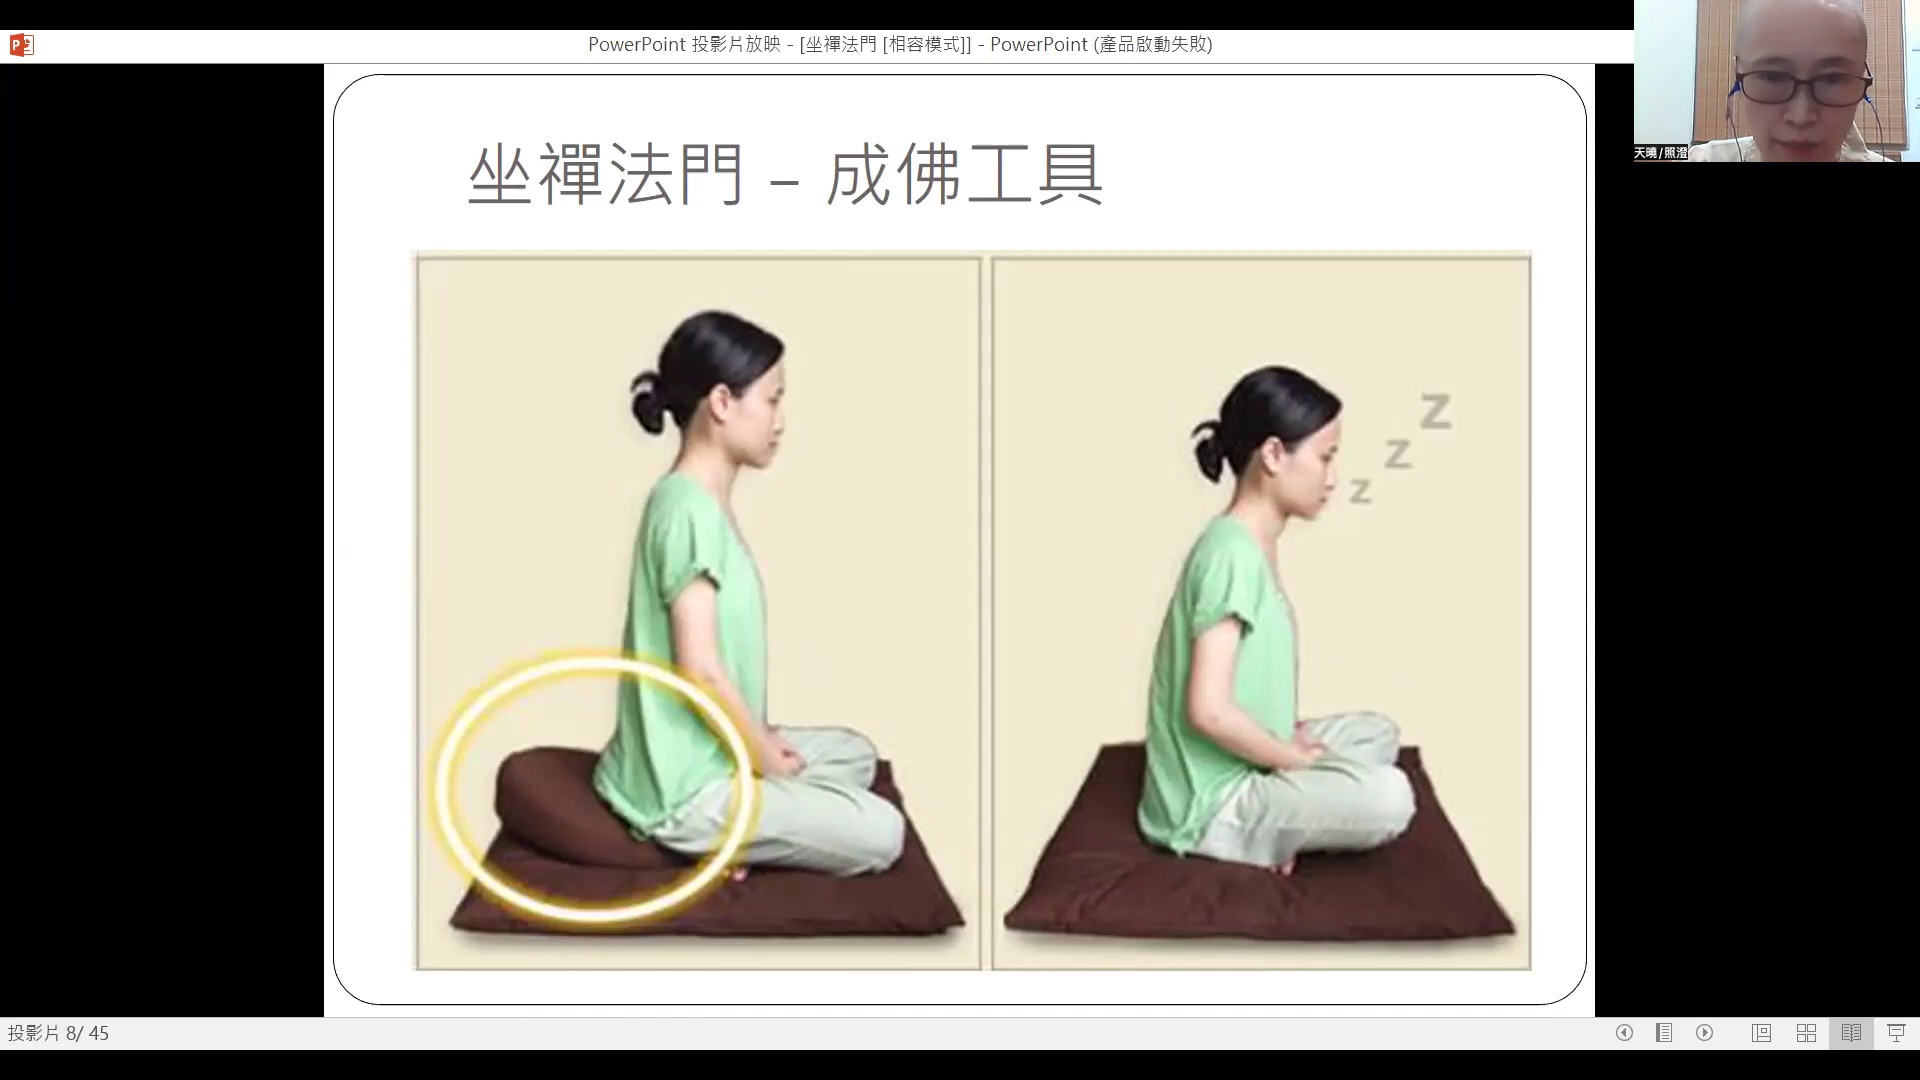 PowerPoint 投影片放映 - [坐禪法門 [相容模式]] - PowerPoint (產品啟動失敗)
天曉/照澄
坐禪法門 – 成佛工具
z
z
z
投影片 8/ 45